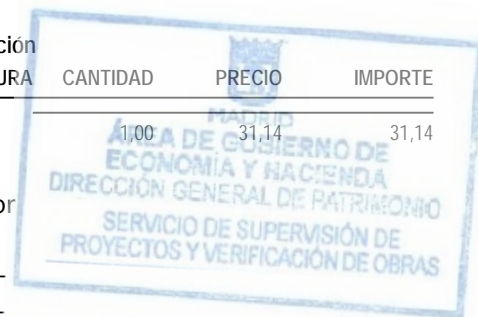 ción
URA CANTIDAD PRECIO IMPORTE
MADRID
1,00 31,14 31,14
ÁREA DE GOBIERNO DE
ECONOMÍA Y HACIENDA
DIRECCIÓN GENERAL DE PATRIMONIO
or
SERVICIO DE SUPERVISIÓN DE
PROYECTOS Y VERIFICACIÓN DE OBRAS